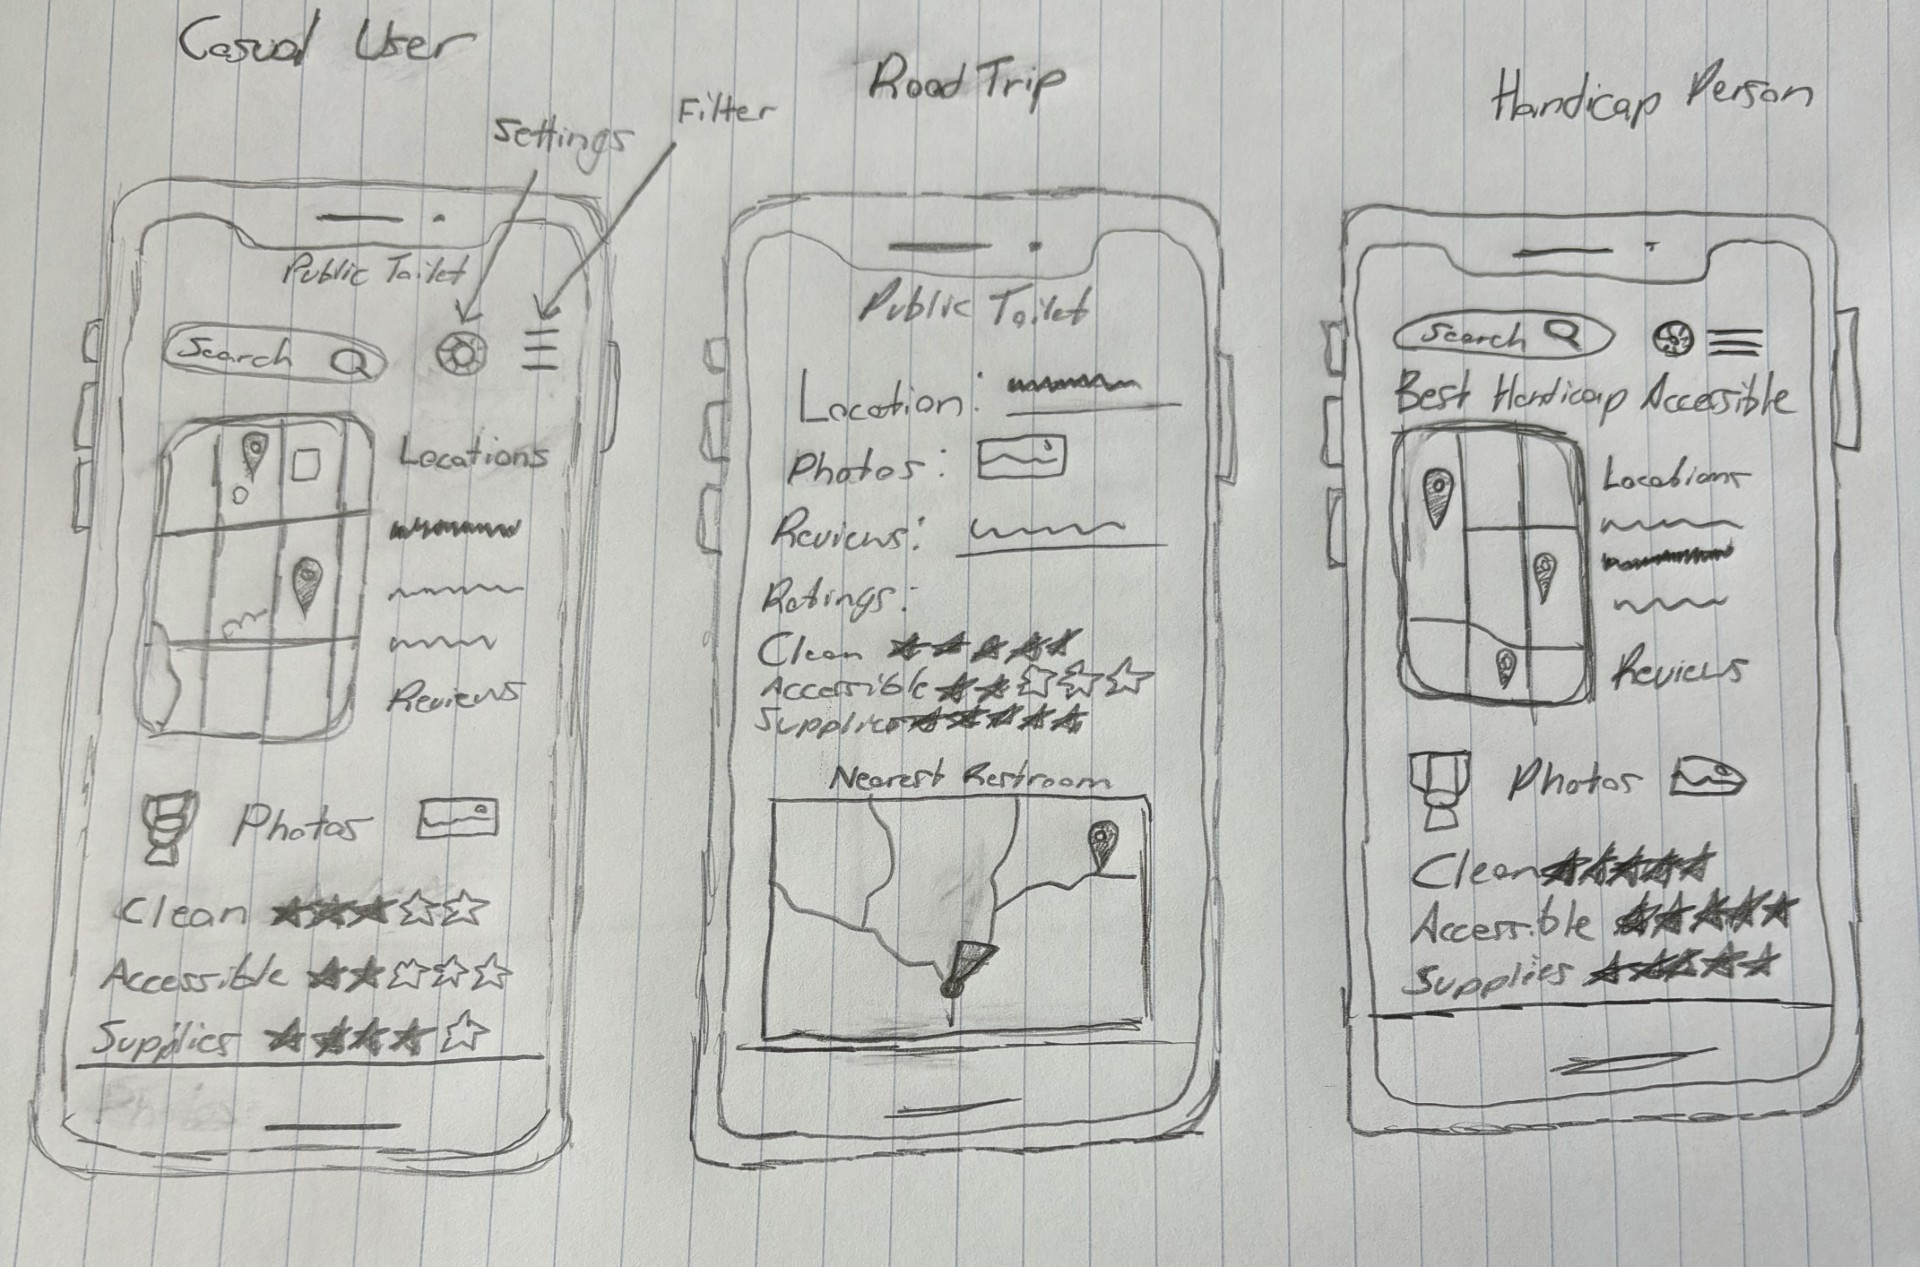 Casual User
Settings
Filter
Public Toilet
Search
Locations
Reviews
Photos
Clean
Accessible
Supplies
Road Trip
Public Toilet
Location:
Photos:
Reviews:
Ratings:
Clean
Accessible
Supplies
Nearest Restroom
Handicap Person
Search
Best Handicap Accessible
Locations
Reviews
Photos
Clean
Accessible
Supplies